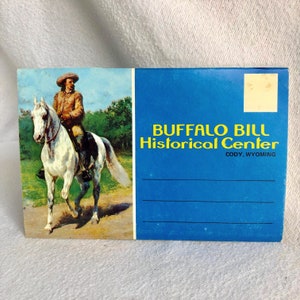 BUFFALO BILL
Historical Center
CODY, WYOMING